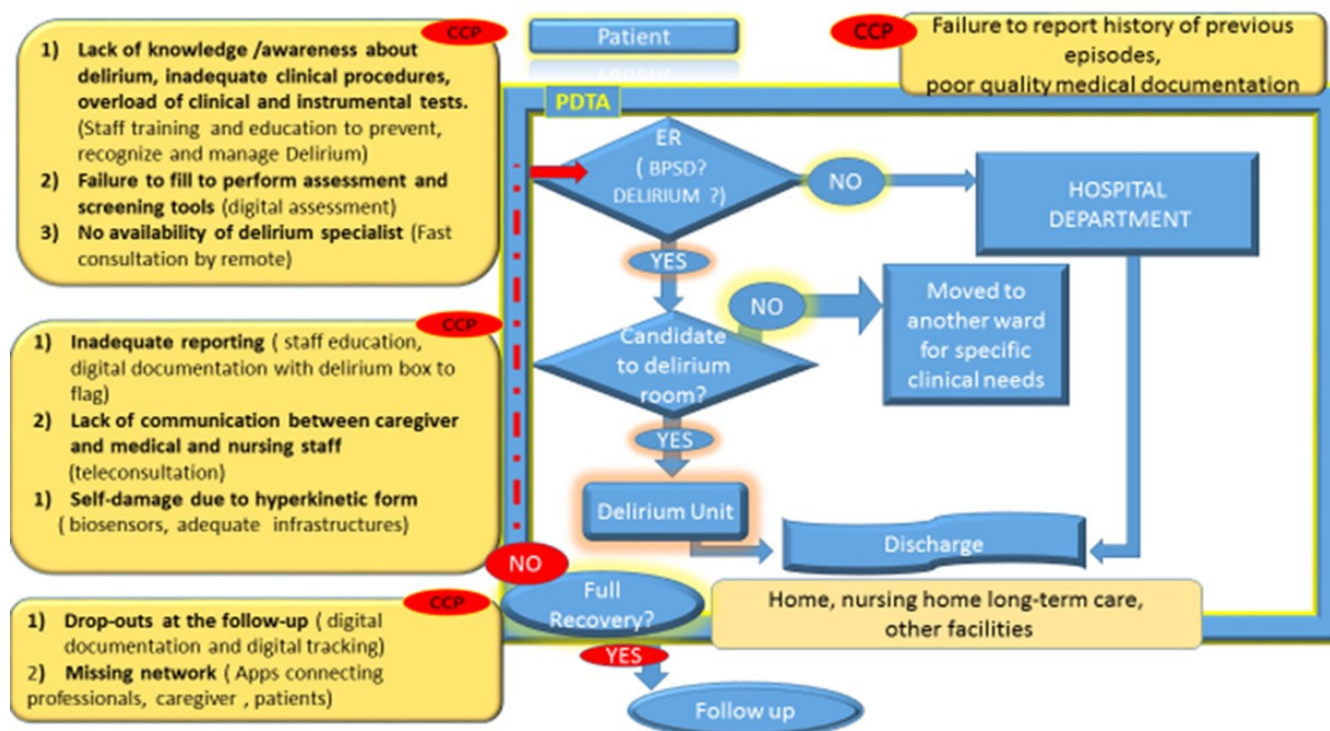 CCP
1) Lack of knowledge /awareness about
delirium, inadequate clinical procedures,
overload of clinical and instrumental tests.
(Staff training and education to prevent,
recognize and manage Delirium)
2) Failure to fill to perform assessment and
screening tools (digital assessment)
3) No availability of delirium specialist (Fast
consultation by remote)
Patient
CCP
Failure to report history of previous
episodes,
poor quality medical documentation
PDTA
ER
( BPSD?
DELIRIUM ?)
NO
HOSPITAL
DEPARTMENT
YES
NO
Moved to
another ward
for specific
clinical needs
Candidate
to delirium
room?
CCP
1) Inadequate reporting ( staff education,
digital documentation with delirium box to
flag)
2) Lack of communication between caregiver
and medical and nursing staff
(teleconsultation)
1) Self-damage due to hyperkinetic form
( biosensors, adequate infrastructures)
YES
Delirium Unit
Discharge
NO
Full
Recovery?
Home, nursing home long-term care,
other facilities
CCP
1) Drop-outs at the follow-up ( digital
documentation and digital tracking)
2) Missing network ( Apps connecting
professionals, caregiver , patients)
YES
Follow up